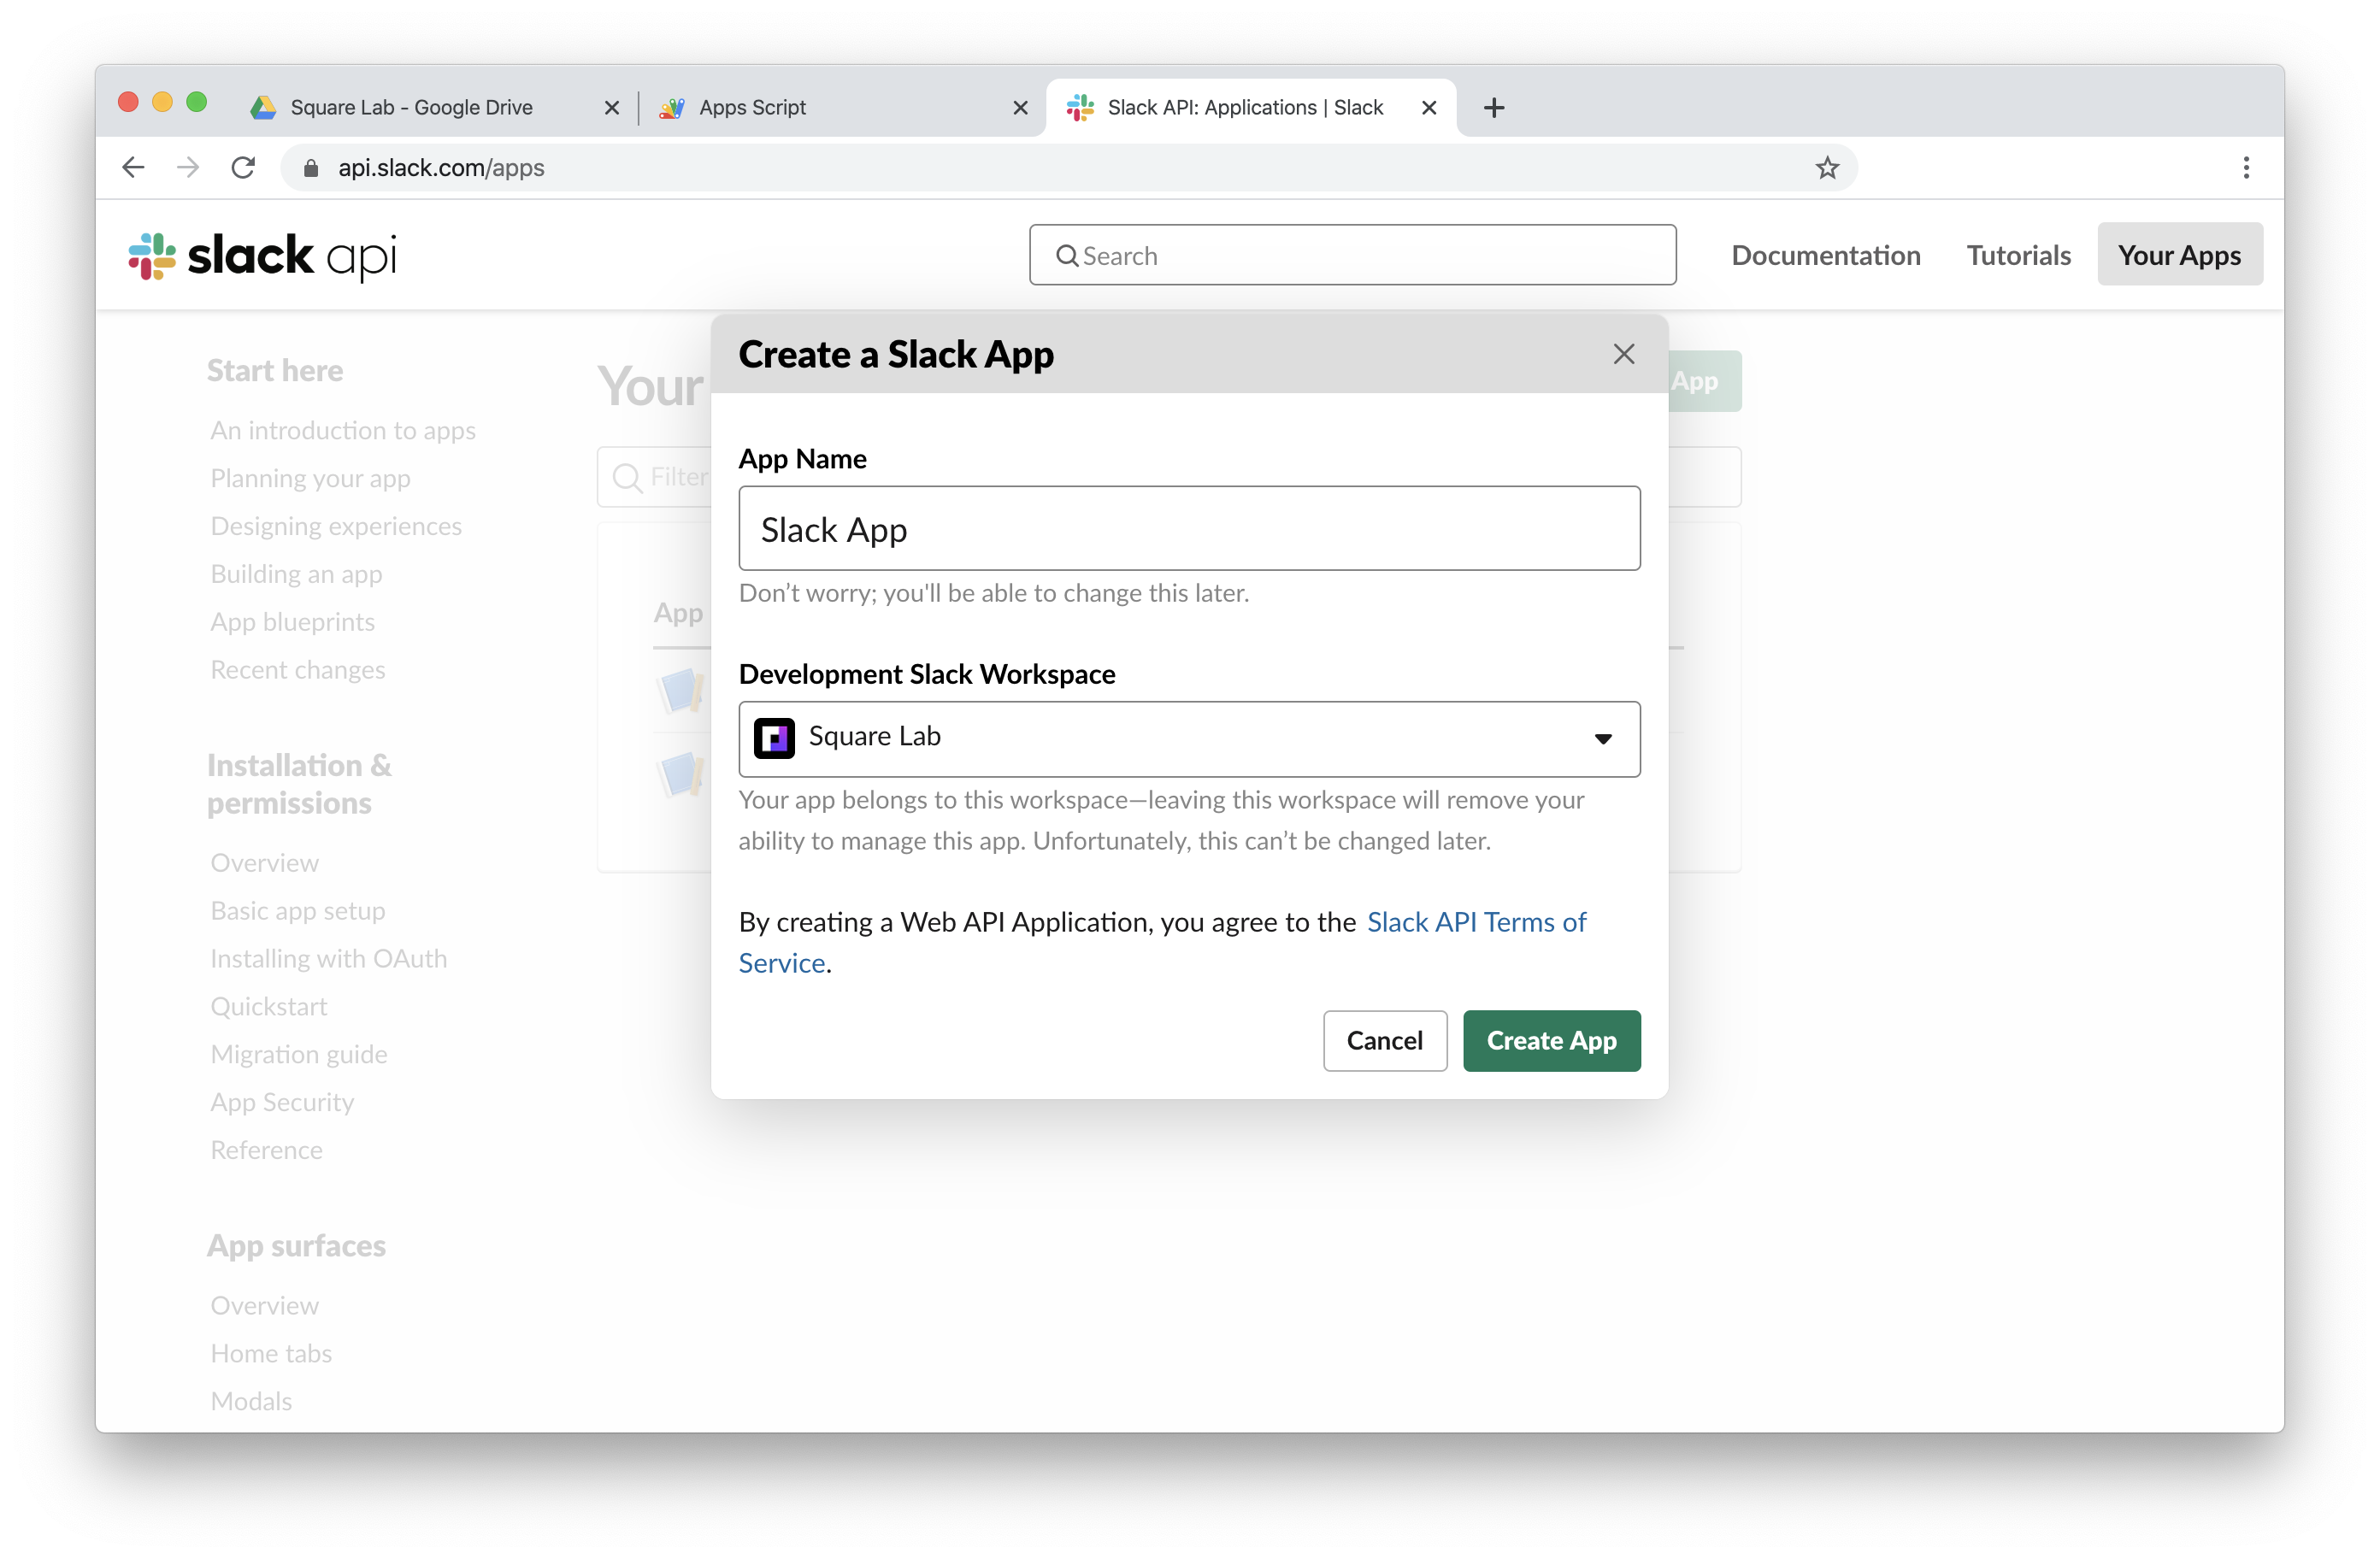 Square Lab - Google Drive
Apps Script
Slack API: Applications | Slack
api.slack.com/apps
slack api
Search
Documentation
Tutorials
Your Apps
Start here
An introduction to apps
Planning your app
Designing experiences
Building an app
App blueprints
Recent changes
Installation &
permissions
Overview
Basic app setup
Installing with OAuth
Quickstart
Migration guide
App Security
Reference
App surfaces
Overview
Home tabs
Modals
Your
App
Filter
App
Create a Slack App
App Name
Slack App
Don’t worry; you'll be able to change this later.
Development Slack Workspace
Square Lab
Your app belongs to this workspace—leaving this workspace will remove your
ability to manage this app. Unfortunately, this can’t be changed later.
By creating a Web API Application, you agree to the Slack API Terms of
Service.
Cancel
Create App